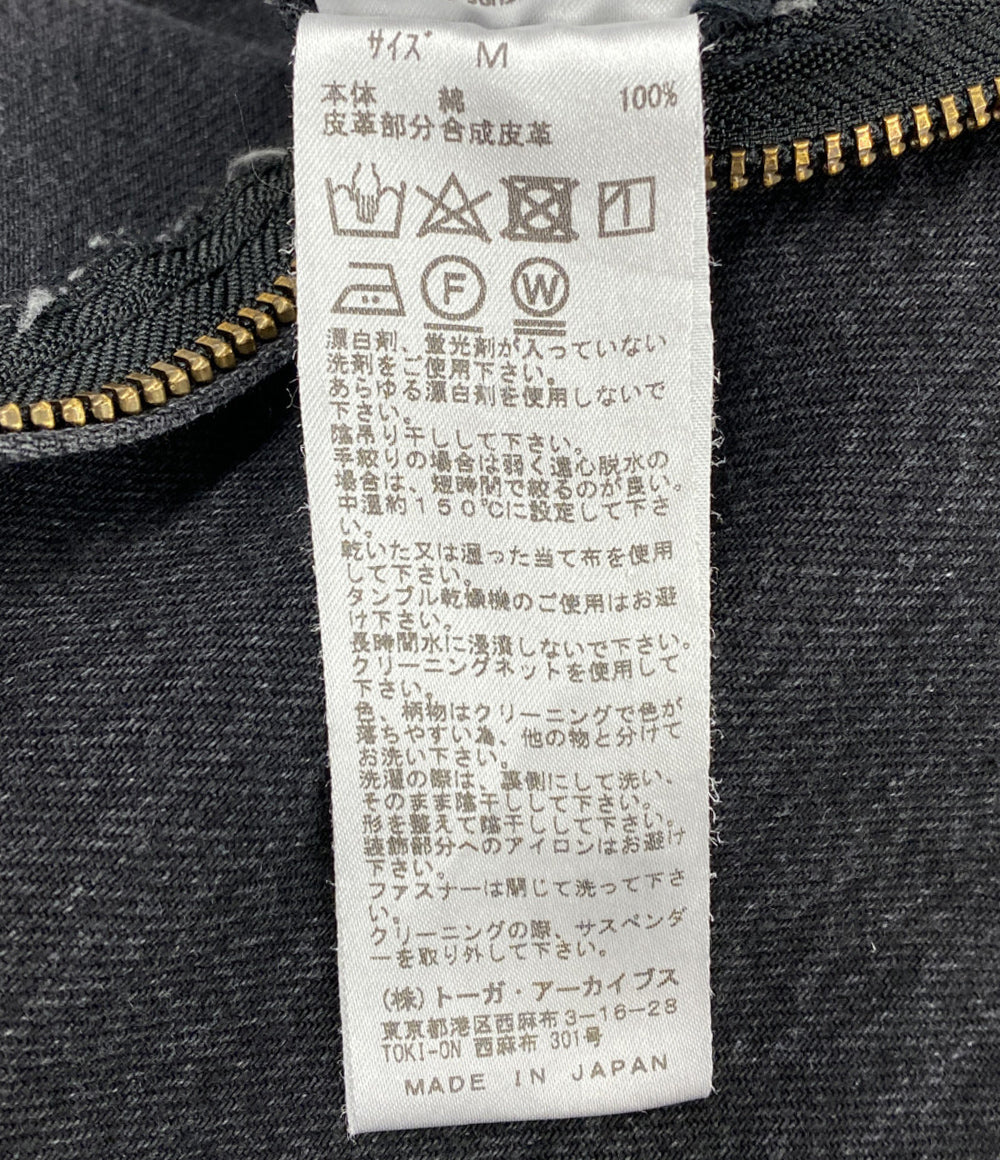 サイズ M
本体 綿 100%
皮革部分合成皮革
F W
漂白剤、蛍光剤が入っていない
洗剤をご使用下さい。
あらゆる漂白剤を使用しないで
下さい。
陰吊り干しして下さい。
手絞りの場合は弱く遠心脱水の
場合は、短時間で絞るのが良い。
中温約150℃に設定して下さ
い。
乾いた又は湿った当て布を使用
して下さい。
タンブル乾燥機のご使用はお避
け下さい。
長時間水に浸漬しないで下さい。
クリーニングネットを使用して
下さい。
色、柄物はクリーニングで色が
落ちやすい為、他の物と分けて
お洗い下さい。
洗濯の際は、裏側にして洗い、
そのまま陰干しして下さい。
形を整えて陰干しして下さい。
装飾部分へのアイロンはお避け
下さい。
ファスナーは閉じて洗って下さ
い。
クリーニングの際、サスペンダ
ーを取り外して下さい。
(株)トーガ・アーカイブス
東京都港区西麻布3-16-28
TOKI-ON 西麻布 301号
MADE IN JAPAN